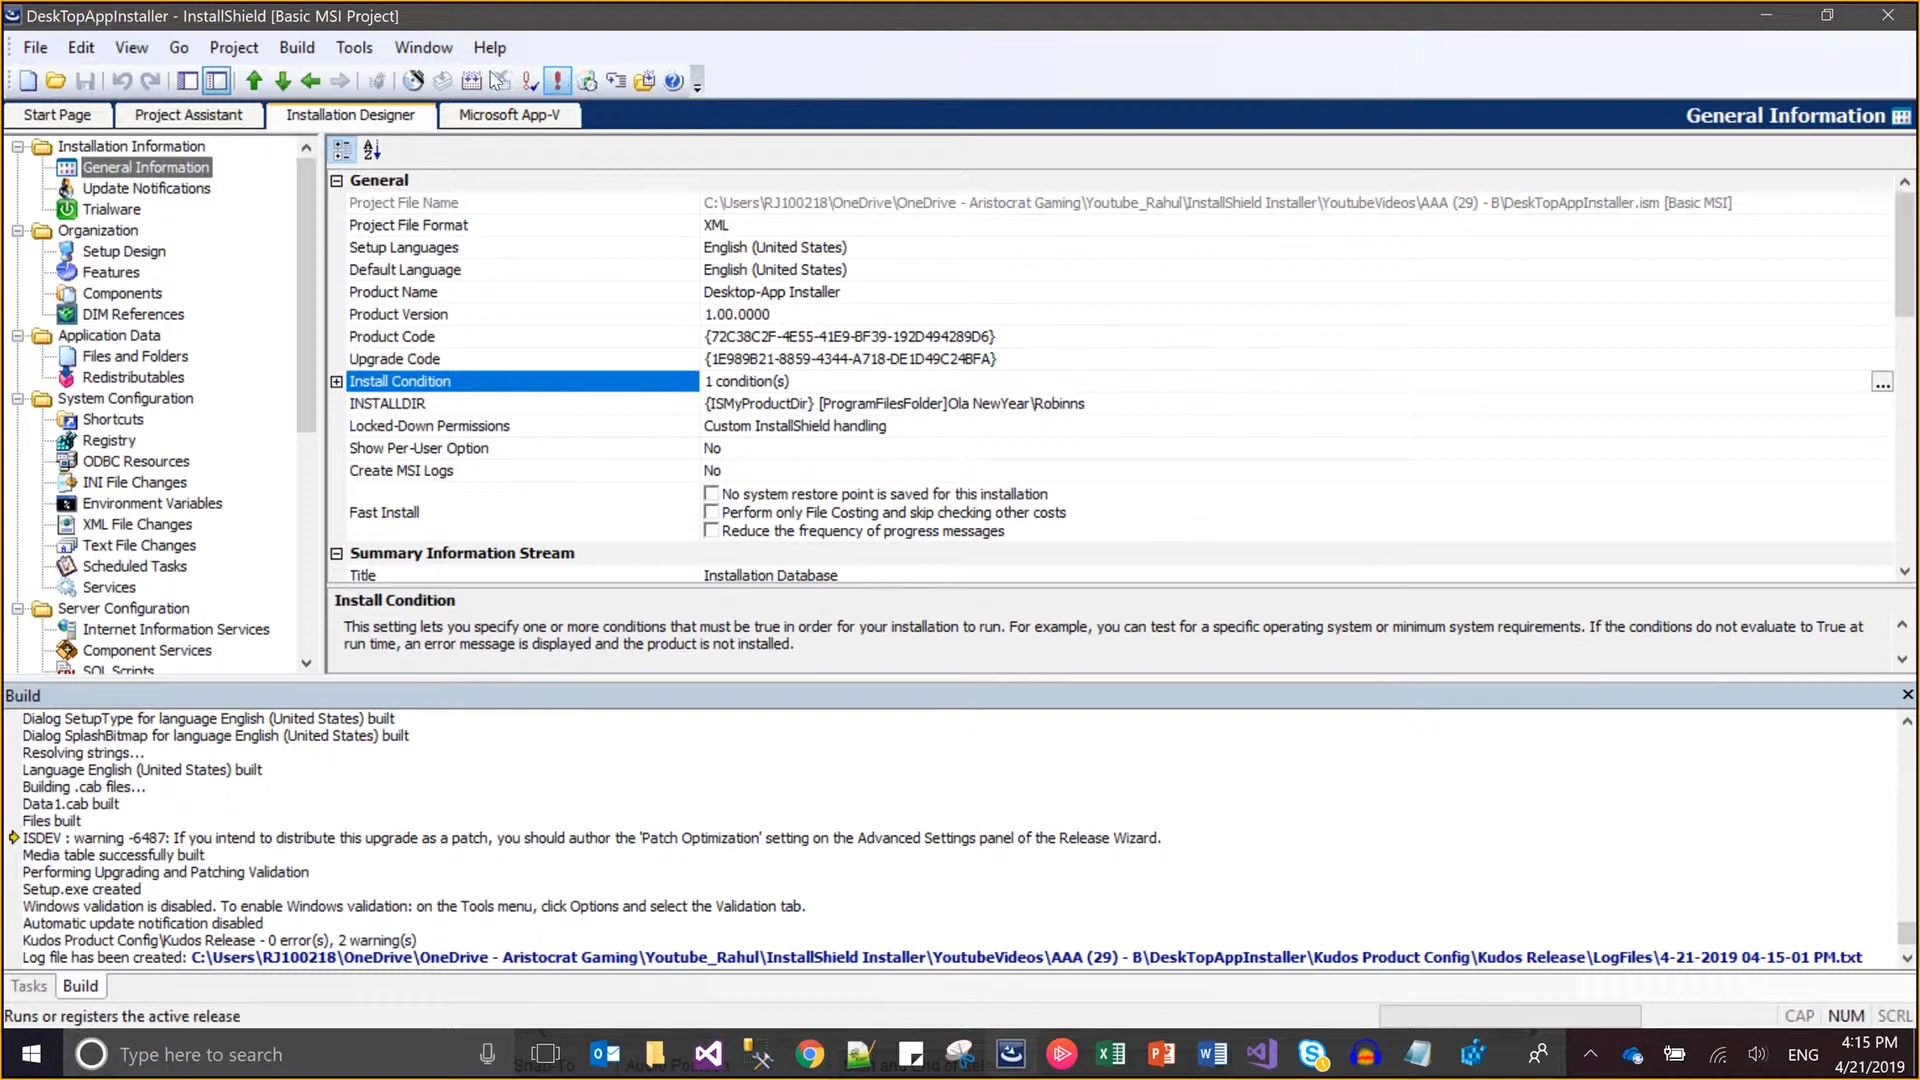 DeskTopAppInstaller - InstallShield [Basic MSI Project]
File Edit View Go Project Build Tools Window Help
Start Page Project Assistant Installation Designer Microsoft App-V General Information
Installation Information
General Information
Update Notifications
Trialware
Organization
Setup Design
Features
Components
DIM References
Application Data
Files and Folders
Redistributables
System Configuration
Shortcuts
Registry
ODBC Resources
INI File Changes
Environment Variables
XML File Changes
Text File Changes
Scheduled Tasks
Services
Server Configuration
Internet Information Services
Component Services
SQL Scripts
General
Project File Name C:\Users\RJ100218\OneDrive\OneDrive - Aristocrat Gaming\Youtube_Rahul\InstallShield Installer\YoutubeVideos\AAA (29) - B\DeskTopAppInstaller.ism [Basic MSI]
Project File Format XML
Setup Languages English (United States)
Default Language English (United States)
Product Name Desktop-App Installer
Product Version 1.00.0000
Product Code {72C38C2F-4E55-41E9-BF39-192D494289D6}
Upgrade Code {1E989B21-8859-4344-A718-DE1D49C24BFA}
Install Condition 1 condition(s) ...
INSTALLDIR {ISMyProductDir} [ProgramFilesFolder]Ola NewYear\Robinns
Locked-Down Permissions Custom InstallShield handling
Show Per-User Option No
Create MSI Logs No
Fast Install
No system restore point is saved for this installation
Perform only File Costing and skip checking other costs
Reduce the frequency of progress messages
Summary Information Stream
Title Installation Database
Install Condition
This setting lets you specify one or more conditions that must be true in order for your installation to run. For example, you can test for a specific operating system or minimum system requirements. If the conditions do not evaluate to True at
run time, an error message is displayed and the product is not installed.
Build
Dialog SetupType for language English (United States) built
Dialog SplashBitmap for language English (United States) built
Resolving strings...
Language English (United States) built
Building .cab files...
Data1.cab built
Files built
ISDEV : warning -6487: If you intend to distribute this upgrade as a patch, you should author the 'Patch Optimization' setting on the Advanced Settings panel of the Release Wizard.
Media table successfully built
Performing Upgrading and Patching Validation
Setup.exe created
Windows validation is disabled. To enable Windows validation: on the Tools menu, click Options and select the Validation tab.
Automatic update notification disabled
Kudos Product Config\Kudos Release - 0 error(s), 2 warning(s)
Log file has been created: C:\Users\RJ100218\OneDrive\OneDrive - Aristocrat Gaming\Youtube_Rahul\InstallShield Installer\YoutubeVideos\AAA (29) - B\DeskTopAppInstaller\Kudos Product Config\Kudos Release\LogFiles\4-21-2019 04-15-01 PM.txt
Tasks Build
Runs or registers the active release CAP NUM SCRL
Type here to search
ENG
4:15 PM
4/21/2019